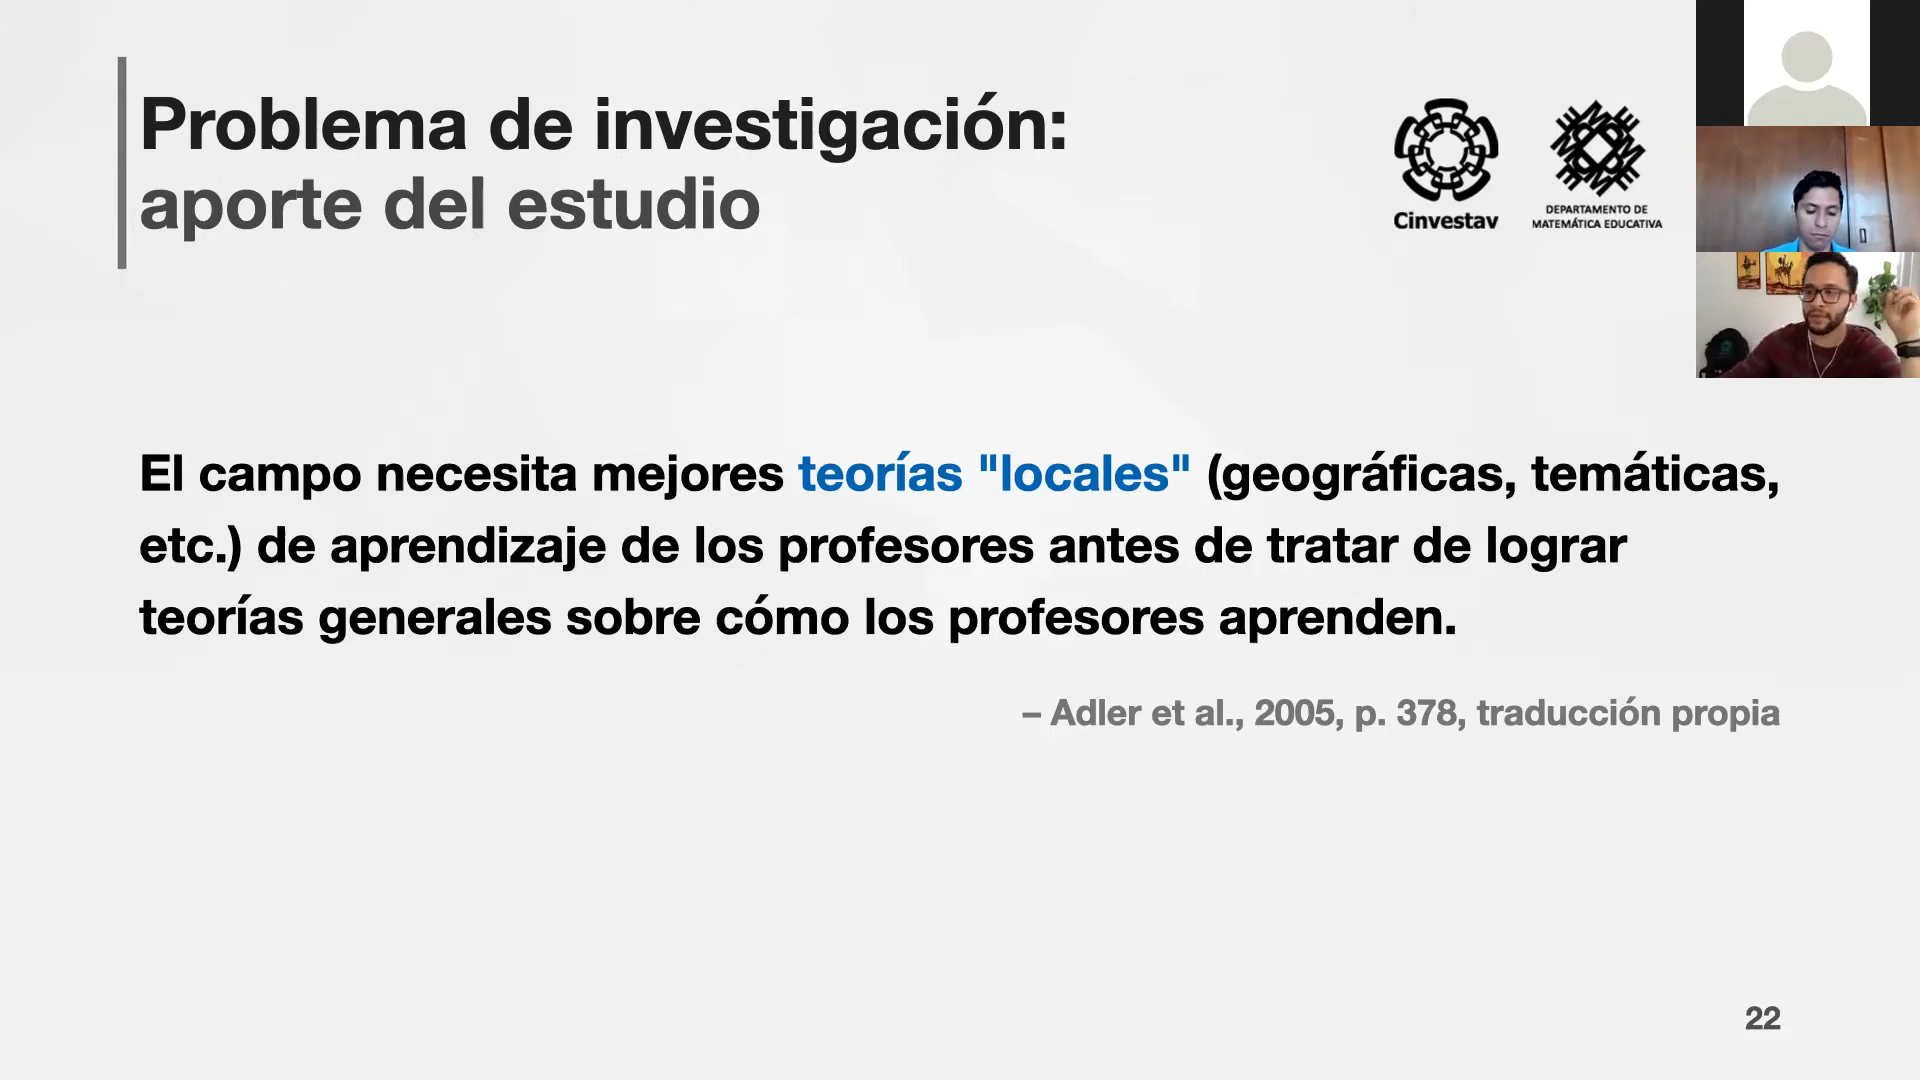 Problema de investigación:
aporte del estudio
Cinvestav
DEPARTAMENTO DE
MATEMÁTICA EDUCATIVA
El campo necesita mejores teorías "locales" (geográficas, temáticas,
etc.) de aprendizaje de los profesores antes de tratar de lograr
teorías generales sobre cómo los profesores aprenden.
– Adler et al., 2005, p. 378, traducción propia
22